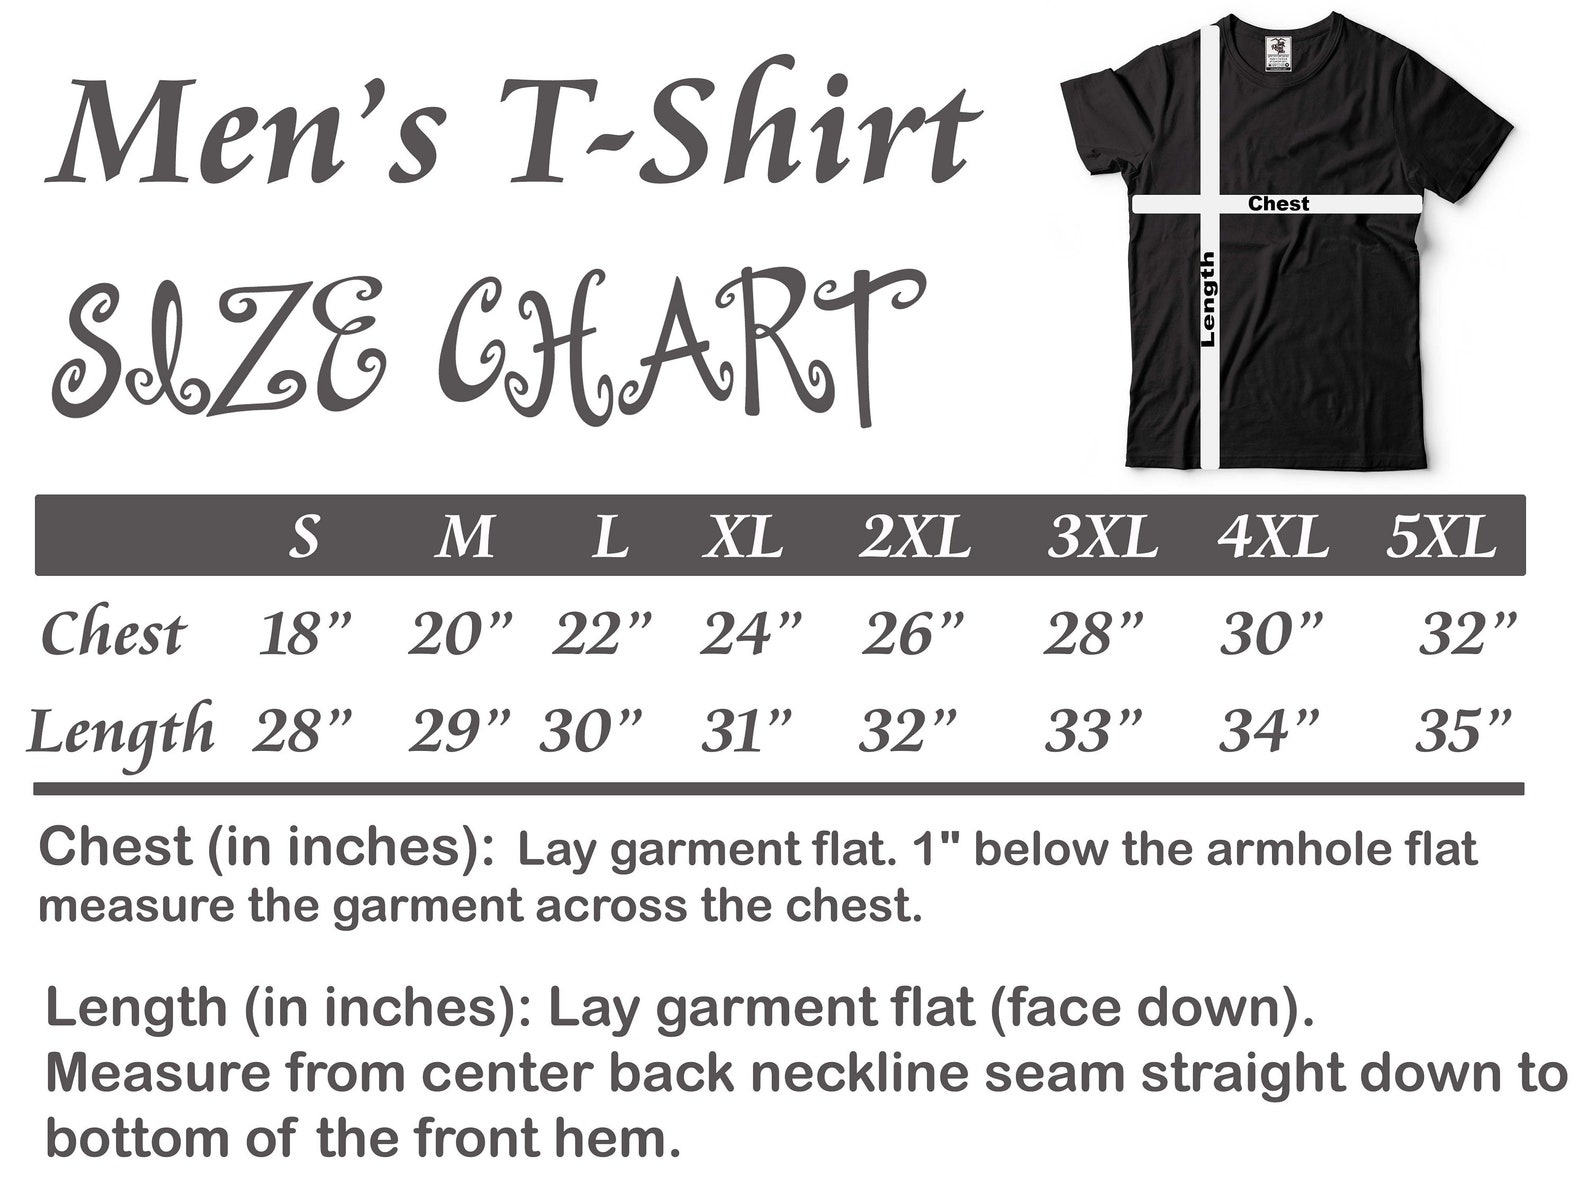 Men’s T-Shirt
SIZE CHART
Chest
Length
S M L XL 2XL 3XL 4XL 5XL
Chest 18” 20” 22” 24” 26” 28” 30” 32”
Length 28” 29” 30” 31" 32” 33” 34” 35”
Chest (in inches): Lay garment flat. 1" below the armhole flat
measure the garment across the chest.
Length (in inches): Lay garment flat (face down).
Measure from center back neckline seam straight down to
bottom of the front hem.